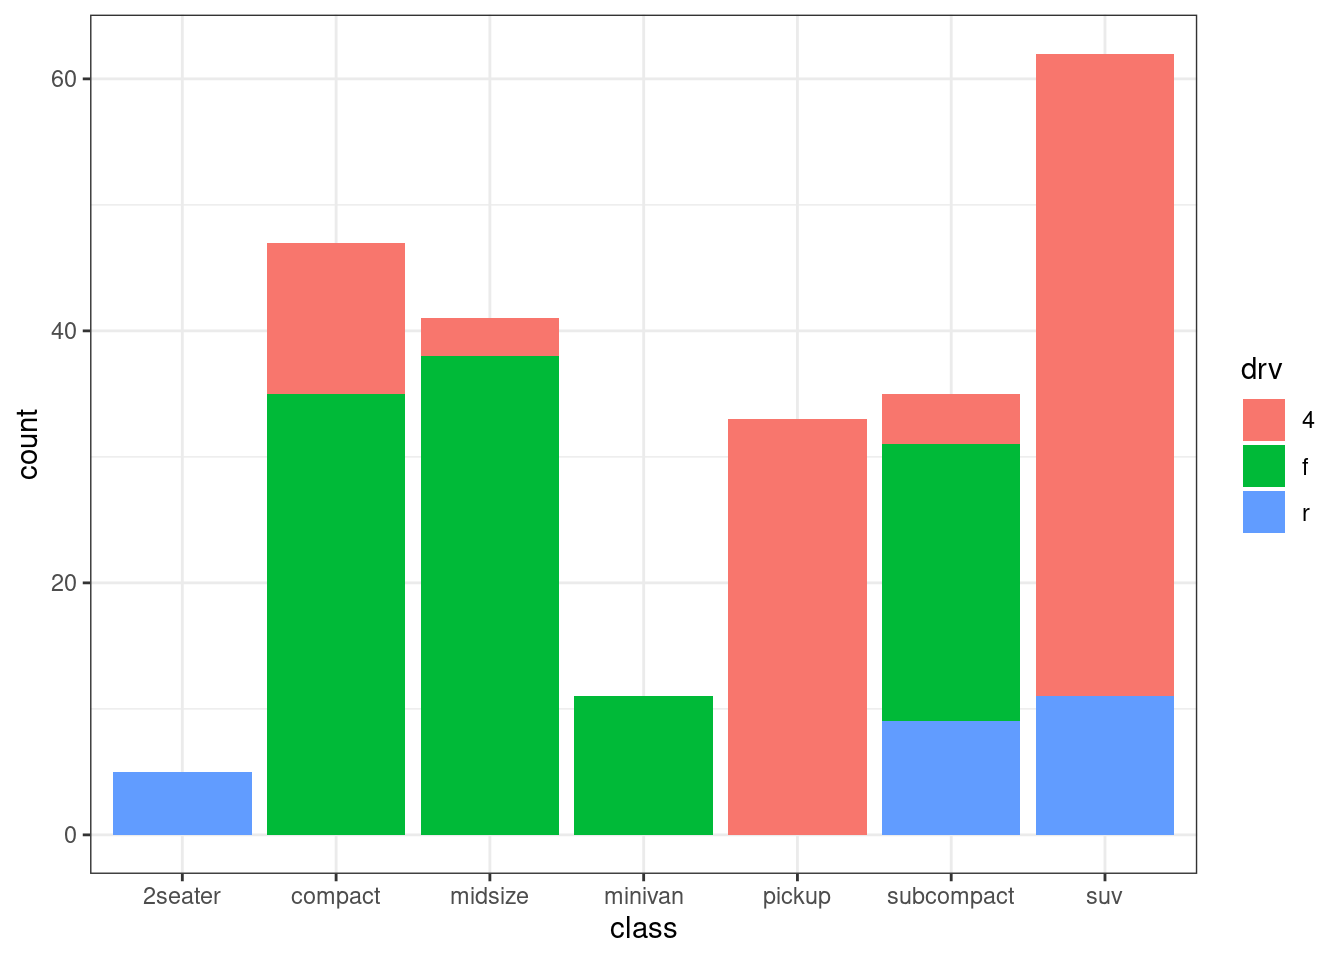 60
40
20
0
count
2seater compact midsize minivan pickup subcompact suv
class
drv
4
f
r